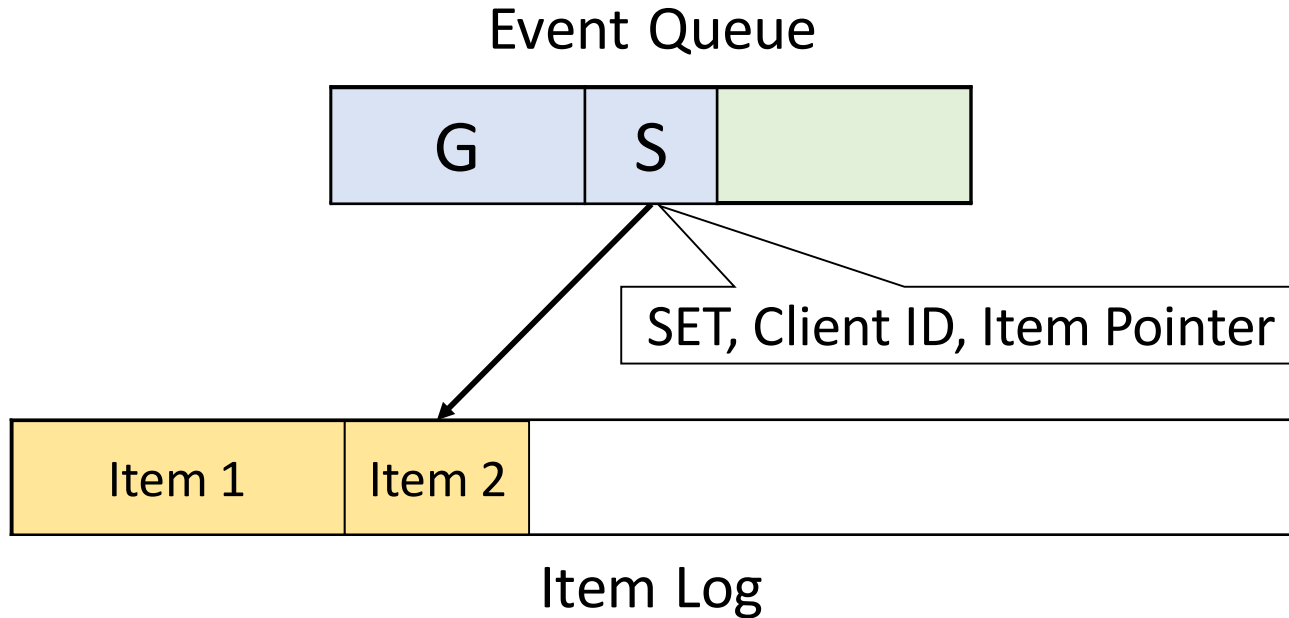 Event Queue
G
S
SET, Client ID, Item Pointer
Item 1
Item 2
Item Log